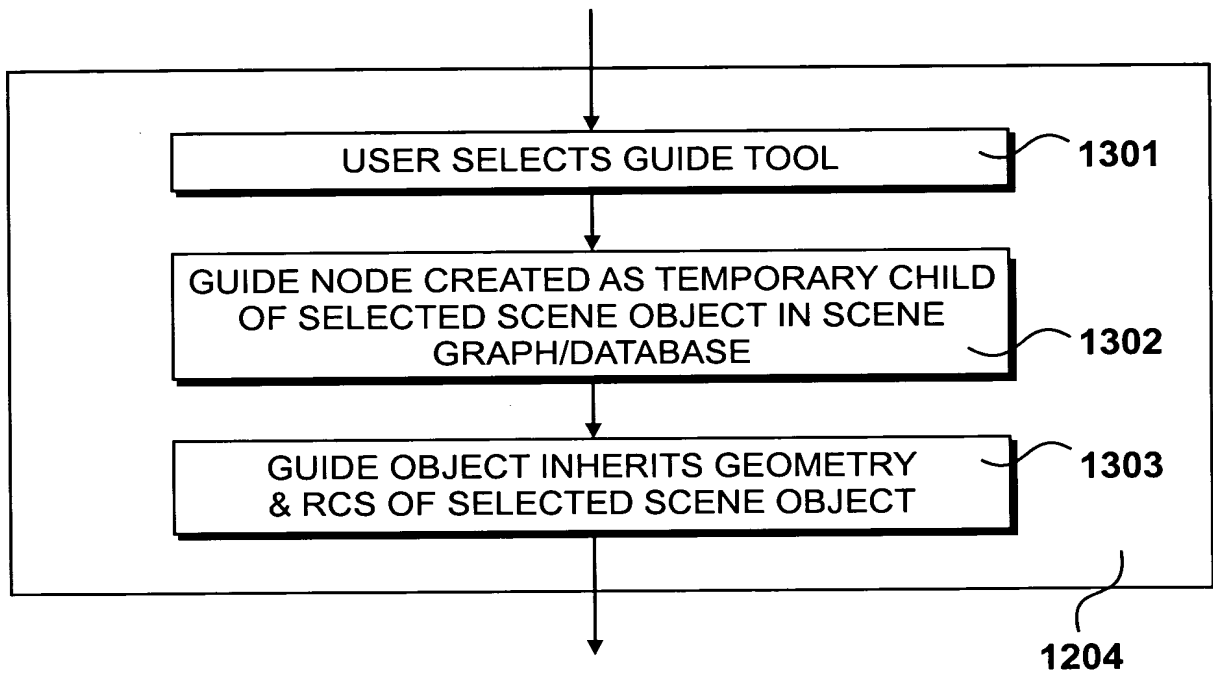 USER SELECTS GUIDE TOOL
1301
GUIDE NODE CREATED AS TEMPORARY CHILD
OF SELECTED SCENE OBJECT IN SCENE
GRAPH/DATABASE
1302
GUIDE OBJECT INHERITS GEOMETRY
& RCS OF SELECTED SCENE OBJECT
1303
1204